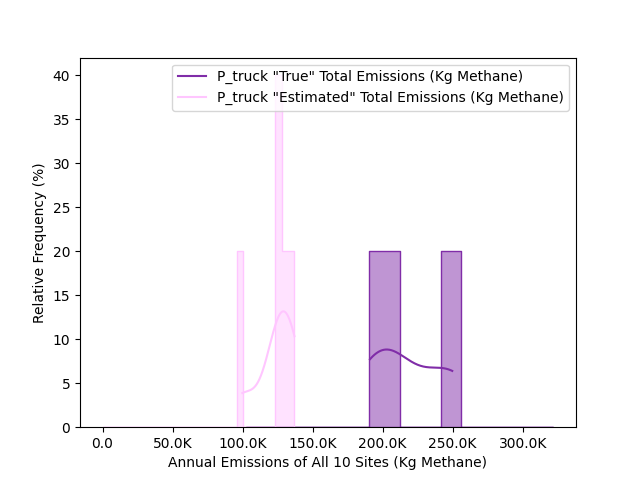 P_truck "True" Total Emissions (Kg Methane)
P_truck "Estimated" Total Emissions (Kg Methane)
40
35
30
25
20
15
10
5
0
Relative Frequency (%)
0.0 50.0K 100.0K 150.0K 200.0K 250.0K 300.0K
Annual Emissions of All 10 Sites (Kg Methane)